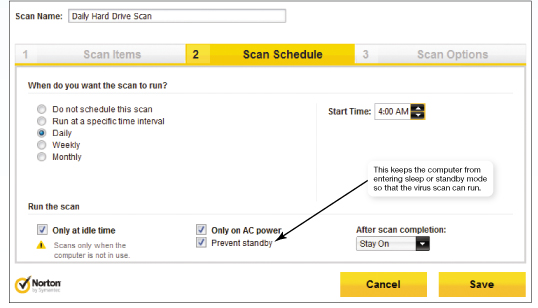 Scan Name: Daily Hard Drive Scan
1 Scan Items 2 Scan Schedule 3 Scan Options
When do you want the scan to run?
Do not schedule this scan
Run at a specific time interval
Daily
Weekly
Monthly
Start Time: 4:00 AM
This keeps the computer from
entering sleep or standby mode
so that the virus scan can run.
Run the scan
Only at idle time
Scans only when the
computer is not in use.
Only on AC power
Prevent standby
After scan completion:
Stay On
Norton
by Symantec
Cancel
Save